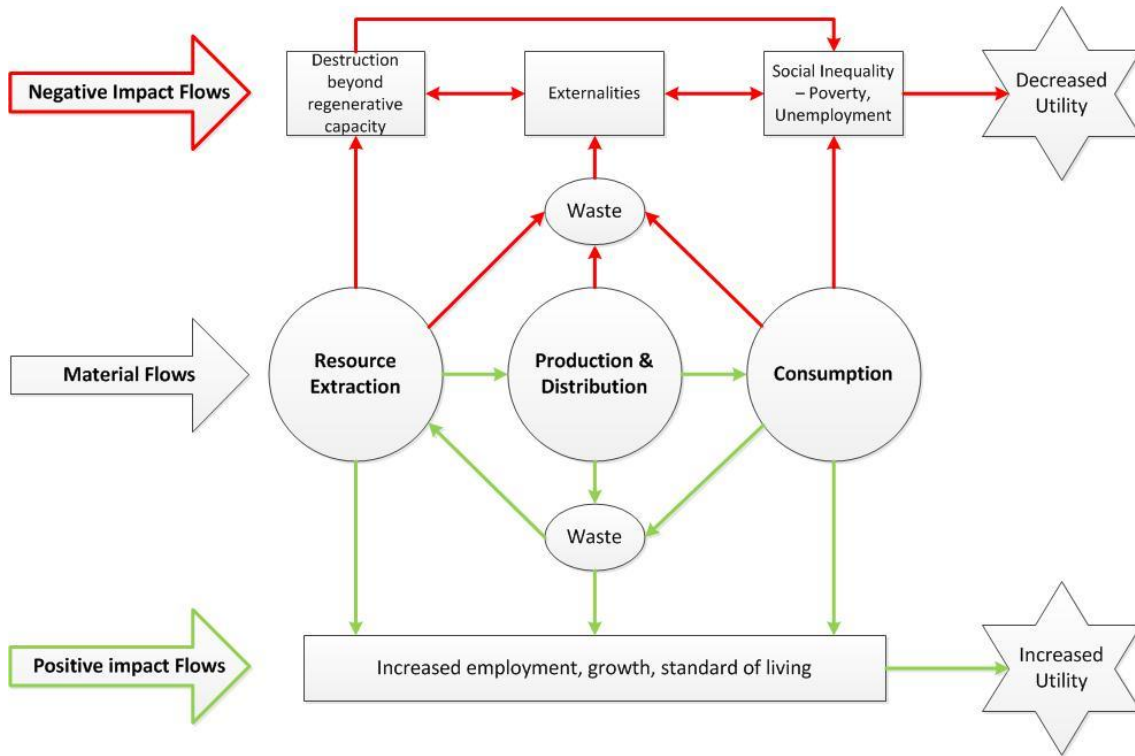 Negative Impact Flows
Destruction
beyond
regenerative
capacity
Externalities
Social Inequality
– Poverty,
Unemployment
Decreased
Utility
Waste
Material Flows
Resource
Extraction
Production &
Distribution
Consumption
Waste
Positive impact Flows
Increased employment, growth, standard of living
Increased
Utility